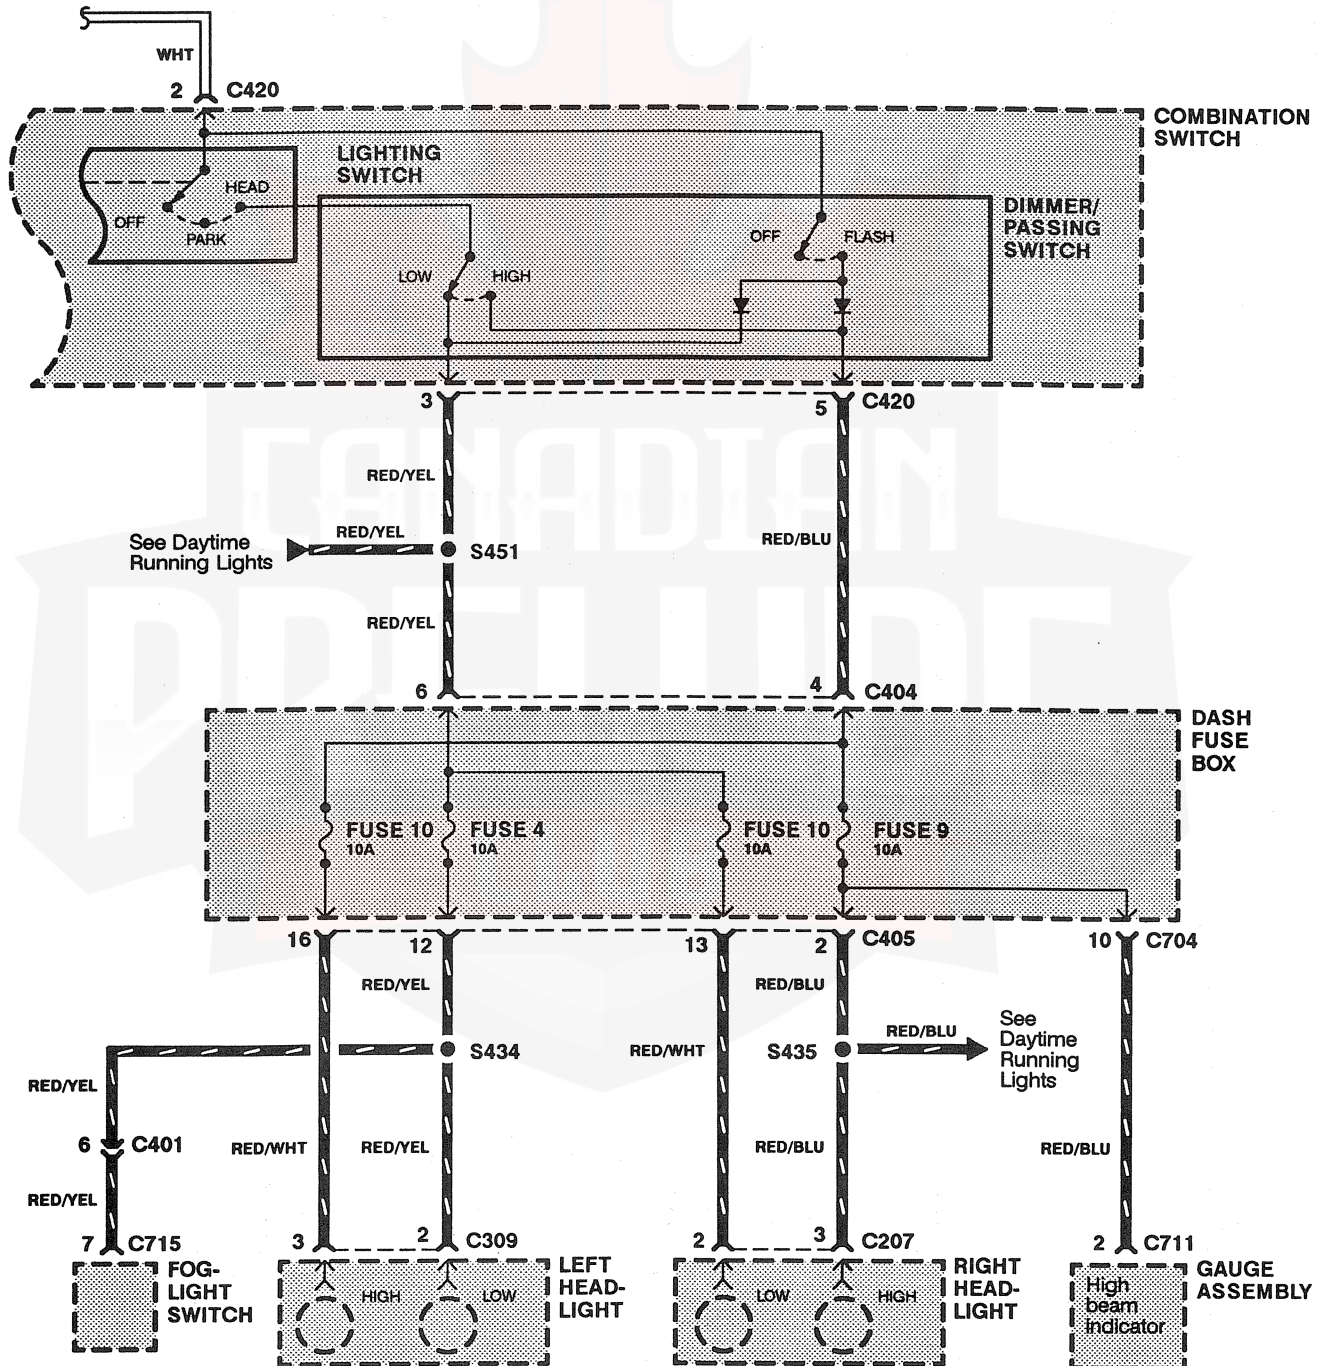 WHT
2 C420
COMBINATION
SWITCH
LIGHTING
SWITCH
HEAD
OFF
PARK
DIMMER/
PASSING
SWITCH
OFF FLASH
LOW HIGH
3 5 C420
CANADIAN
PRELUDE
RED/YEL
RED/YEL
See Daytime
Running Lights
S451
RED/BLU
RED/YEL
6 4 C404
DASH
FUSE
BOX
FUSE 10
10A
FUSE 4
10A
FUSE 10
10A
FUSE 9
10A
16 12 13 2 C405 10 C704
RED/YEL RED/BLU
S434 RED/WHT S435 RED/BLU
See
Daytime
Running
Lights
RED/YEL
6 C401
RED/WHT RED/YEL RED/BLU RED/BLU
RED/YEL
7 C715 3 2 C309 2 3 C207 2 C711
FOG-
LIGHT
SWITCH
HIGH LOW
LEFT
HEAD-
LIGHT
LOW HIGH
RIGHT
HEAD-
LIGHT
High
beam
indicator
GAUGE
ASSEMBLY